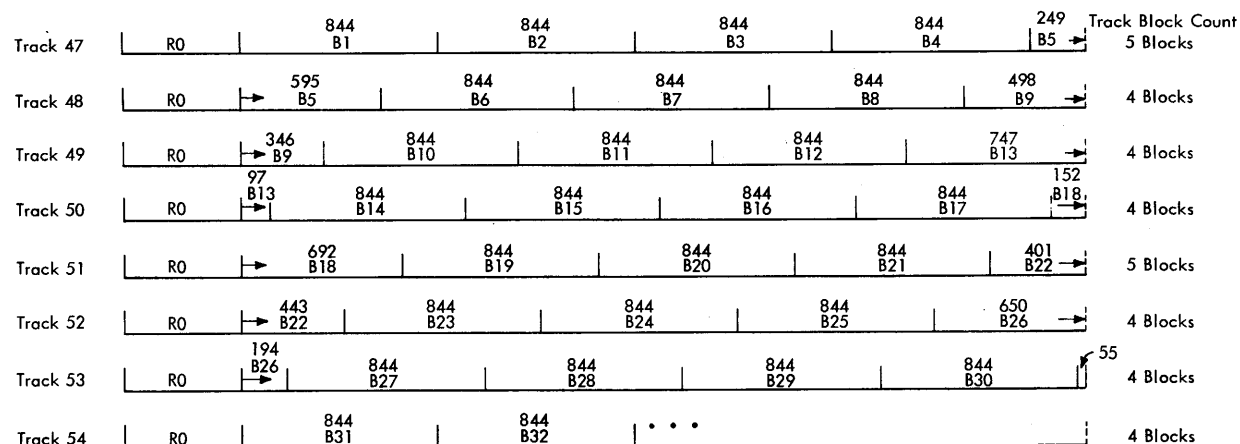 844 844 844 844 249 Track Block Count
Track 47 R0 B1 B2 B3 B4 B5 5 Blocks
595 844 844 844 498
Track 48 R0 B5 B6 B7 B8 B9 4 Blocks
346 844 844 844 747
Track 49 R0 B9 B10 B11 B12 B13 4 Blocks
97 844 844 844 844 152
Track 50 R0 B13 B14 B15 B16 B17 B18 4 Blocks
692 844 844 844 401
Track 51 R0 B18 B19 B20 B21 B22 5 Blocks
443 844 844 844 650
Track 52 R0 B22 B23 B24 B25 B26 4 Blocks
194 844 844 844 844 55
Track 53 R0 B26 B27 B28 B29 B30 4 Blocks
844 844 • • •
Track 54 R0 B31 B32 4 Blocks